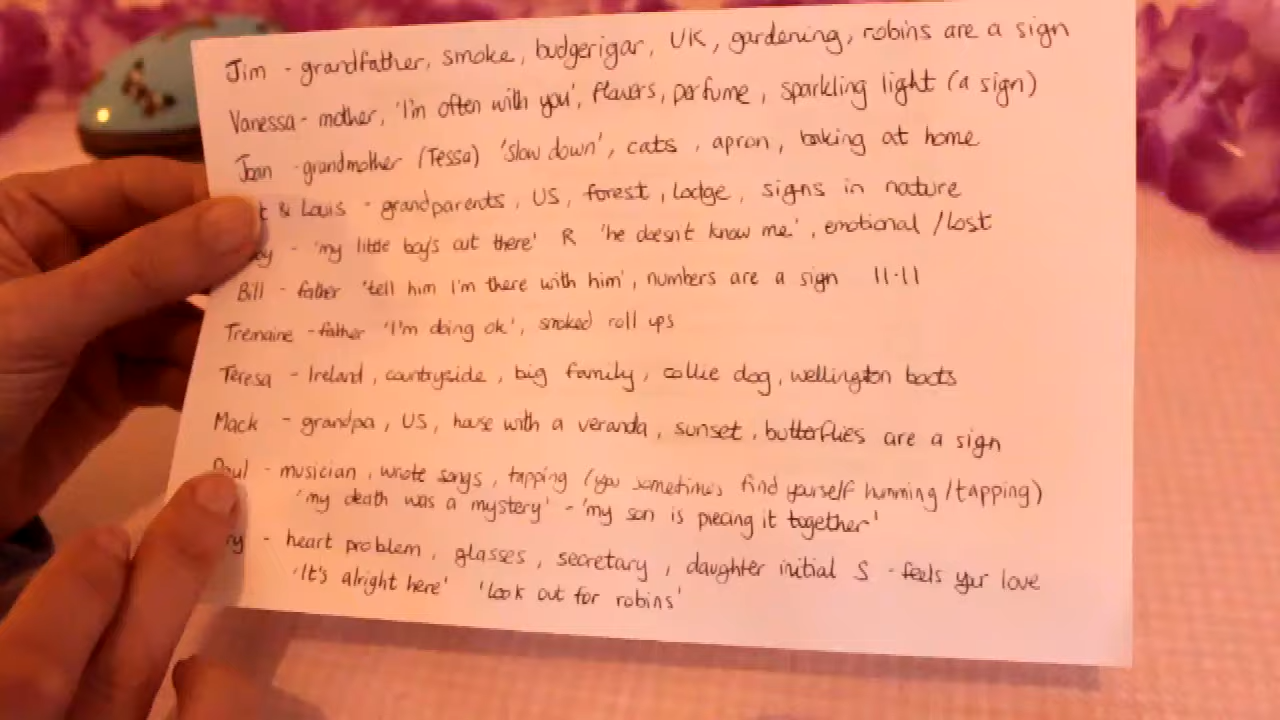 Jim - grandfather, smoke, budgerigar, UK, gardening, robins are a sign
Vanessa - mother, 'I'm often with you', flowers, perfume, sparkling light (a sign)
Joan - grandmother (Tessa) 'slow down', cats, apron, baking at home
& Louis - grandparents, US, forest, lodge, signs in nature
- 'my little boy's out there' R 'he doesn't know me', emotional / lost
Bill - father 'tell him I'm there with him', numbers are a sign 11.11
Tremaine - father 'I'm doing ok', smoked roll ups
Teresa - Ireland, countryside, big family, collie dog, wellington boots
Mack - grandpa, US, house with a veranda, sunset, butterflies are a sign
Paul - musician, wrote songs, tapping (you sometimes find yourself humming/tapping)
'my death was a mystery' - 'my son is piecing it together'
- heart problem, glasses, secretary, daughter initial S - feels your love
'It's alright here' 'Look out for robins'